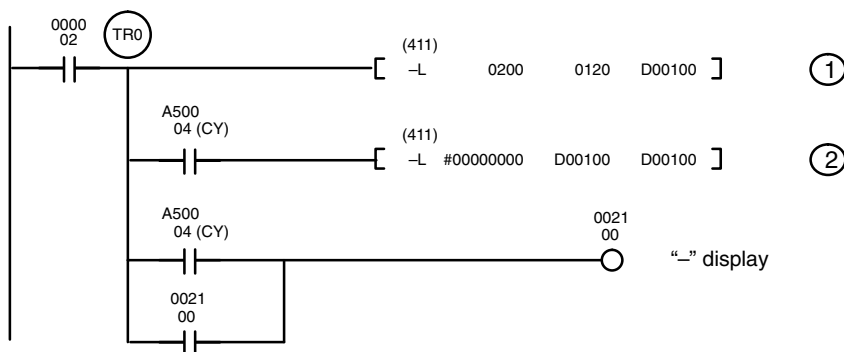 0000
02
TR0
(411)
–L 0200 0120 D00100
1
A500
04 (CY)
(411)
–L #00000000 D00100 D00100
2
A500
04 (CY)
0021
00
“–” display
0021
00